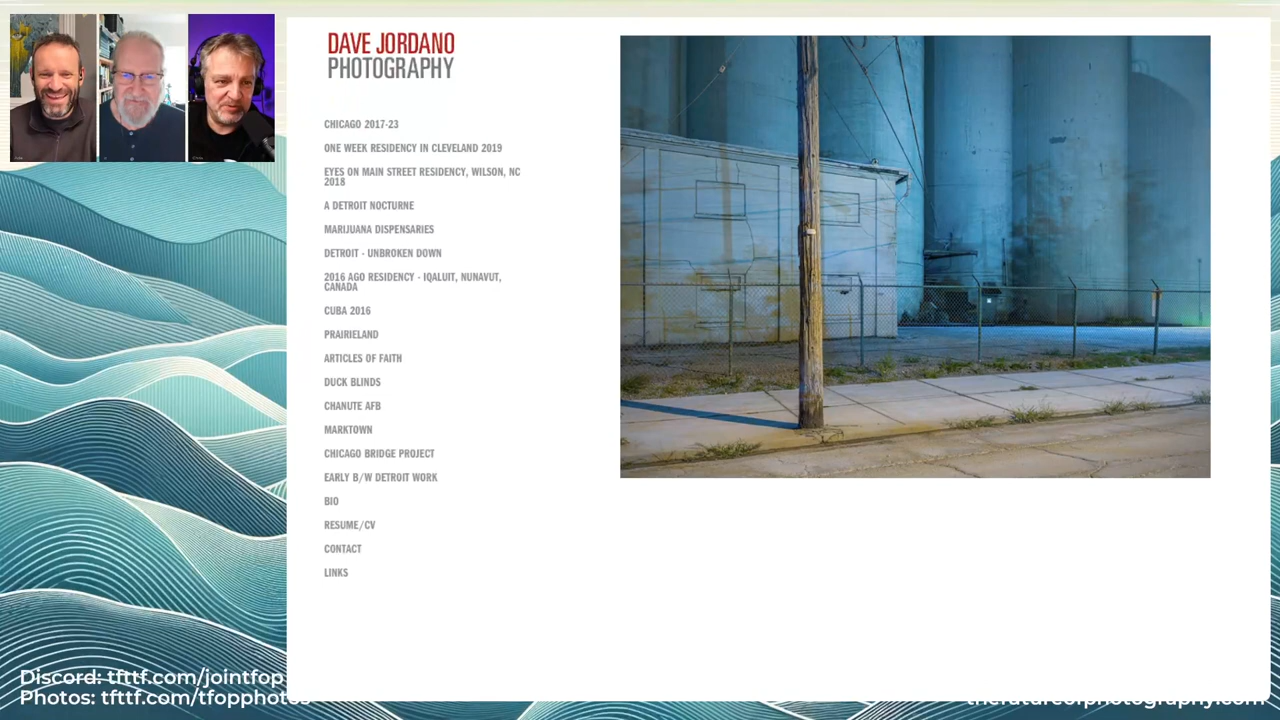 DAVE JORDANO
PHOTOGRAPHY
CHICAGO 2017-23
ONE WEEK RESIDENCY IN CLEVELAND 2019
EYES ON MAIN STREET RESIDENCY, WILSON, NC
2018
A DETROIT NOCTURNE
MARIJUANA DISPENSARIES
DETROIT - UNBROKEN DOWN
2016 AGO RESIDENCY - IQALUIT, NUNAVUT,
CANADA
CUBA 2016
PRAIRIELAND
ARTICLES OF FAITH
DUCK BLINDS
CHANUTE AFB
MARKTOWN
CHICAGO BRIDGE PROJECT
EARLY B/W DETROIT WORK
BIO
RESUME/CV
CONTACT
LINKS
Discord: tfttf.com/jointfop
Photos: tfttf.com/tfopphotos
thefutureofphotography.com